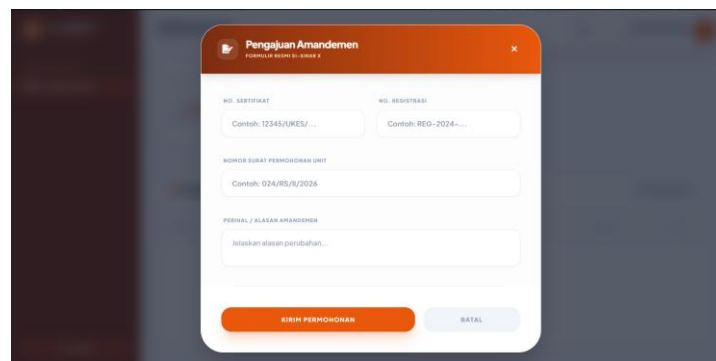 Pengajuan Amandemen
FORMULIR RESMI SI-SINAR X
NO. SERTIFIKAT
NO. REGISTRASI
Contoh: 12345/UKES/...
Contoh: REG-2024-...
NOMOR SURAT PERMOHONAN UNIT
Contoh: 024/RS/II/2026
PERIHAL / ALASAN AMANDEMEN
Jelaskan alasan perubahan...
KIRIM PERMOHONAN
BATAL